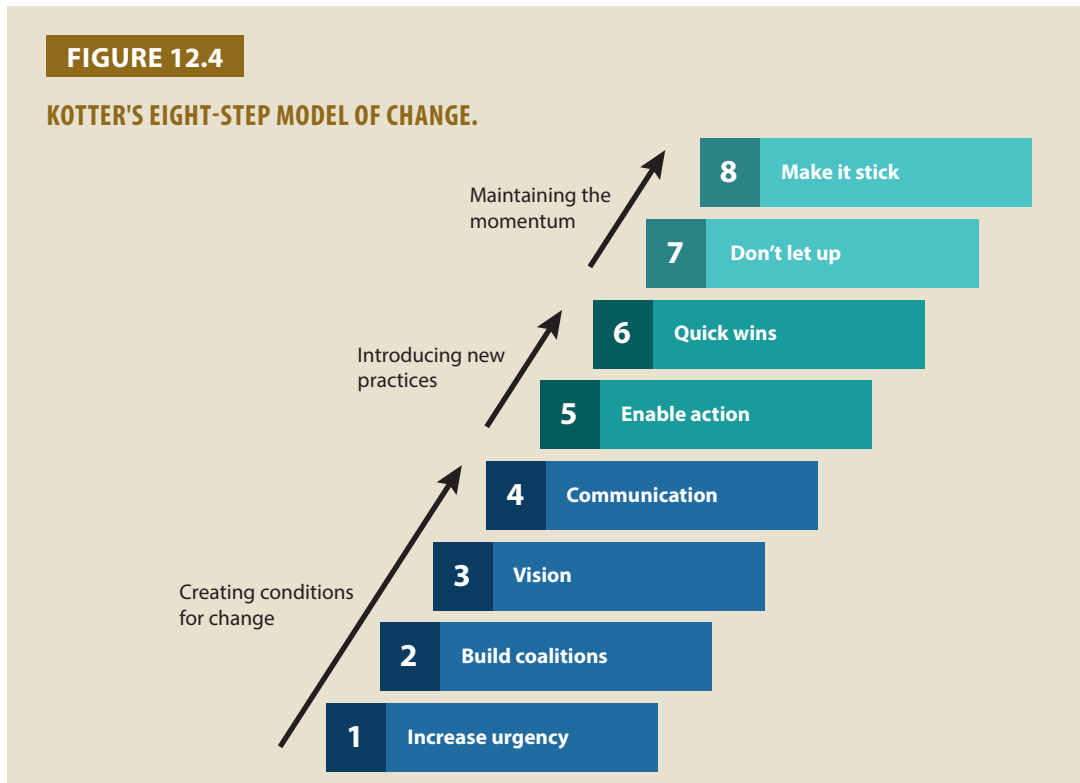 FIGURE 12.4
KOTTER'S EIGHT-STEP MODEL OF CHANGE.
8 Make it stick
Maintaining the
momentum
7 Don’t let up
6 Quick wins
Introducing new
practices
5 Enable action
4 Communication
3 Vision
Creating conditions
for change
2 Build coalitions
1 Increase urgency